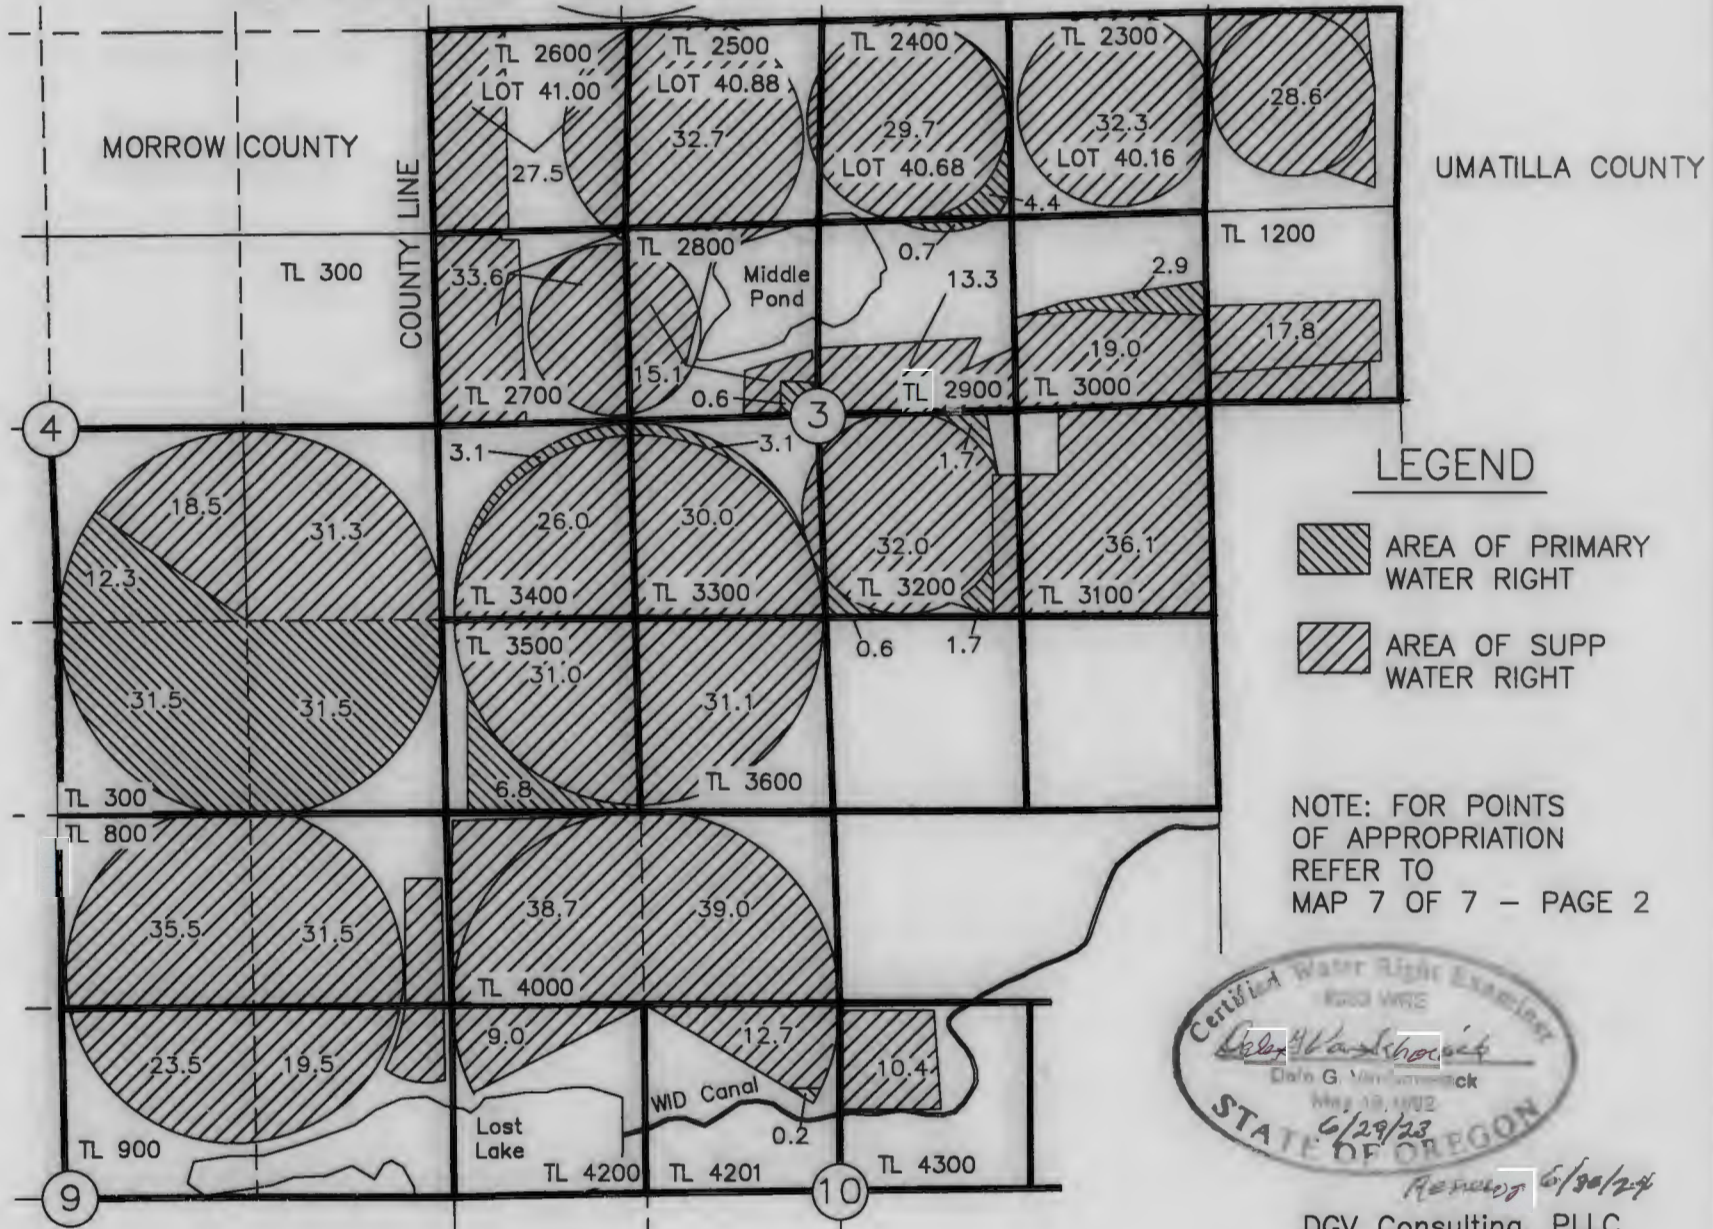 TL 2600
LOT 41.00
27.5
TL 2500
LOT 40.88
32.7
TL 2400
29.7
LOT 40.68
4.4
0.7
TL 2300
32.3
LOT 40.16
28.6
MORROW COUNTY
COUNTY LINE
UMATILLA COUNTY
TL 300
33.6
TL 2700
TL 2800
Middle
Pond
15.1
0.6
13.3
TL 2900
2.9
19.0
TL 3000
TL 1200
17.8
4
3
18.5
31.3
12.3
31.5
31.5
TL 300
3.1
3.1
26.0
30.0
TL 3400
TL 3300
1.7
32.0
TL 3200
0.6
1.7
36.1
TL 3100
TL 3500
31.0
31.1
6.8
TL 3600
LEGEND
AREA OF PRIMARY
WATER RIGHT
AREA OF SUPP
WATER RIGHT
NOTE: FOR POINTS
OF APPROPRIATION
REFER TO
MAP 7 OF 7 – PAGE 2
TL 800
35.5
31.5
23.5
19.5
TL 900
38.7
39.0
TL 4000
9.0
12.7
0.2
10.4
Lost
Lake
WID Canal
TL 4200
TL 4201
TL 4300
9
10
Certified Water Right Examiner
WRE
Dale G.
6/29/23
STATE OF OREGON
6/30/24
DGV Consulting, PLLC